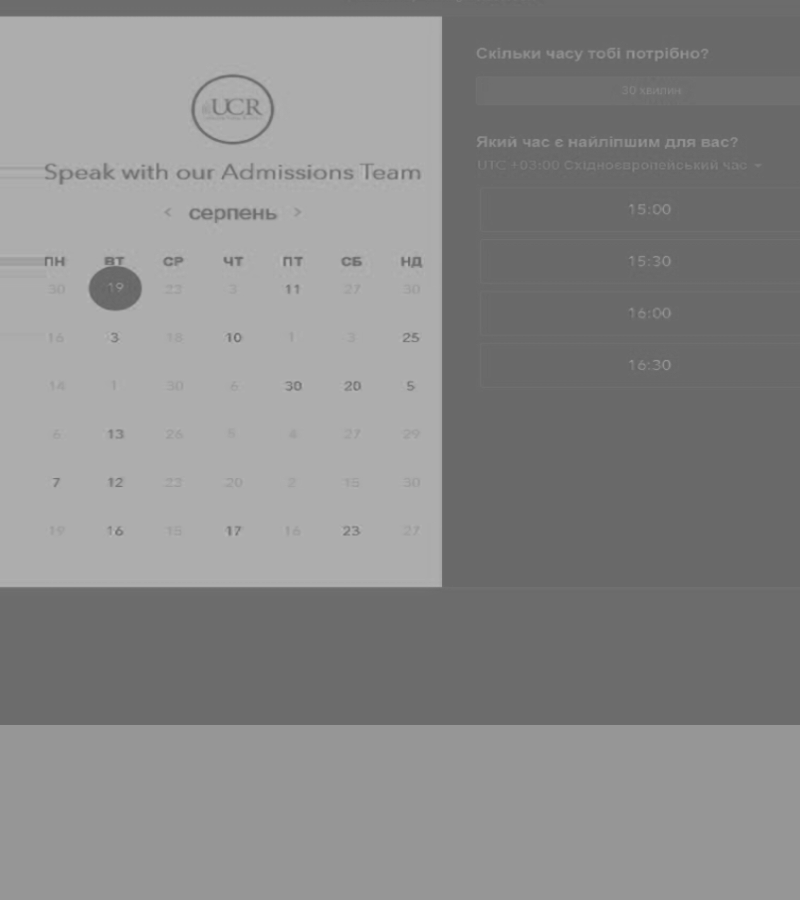 UCR
Speak with our Admissions Team
< серпень >
ПН ВТ СР ЧТ ПТ СБ НД
30 19 22 3 11 27 30
16 3 18 10 1 3 25
14 1 30 6 30 20 5
6 13 26 4 27 29
7 12 22 20 2 15 30
19 16 15 17 16 23 27
Скільки часу тобі потрібно?
30 хвилин
Який час є найліпшим для вас?
UTC +03:00 Східноєвропейський час
15:00
15:30
16:00
16:30